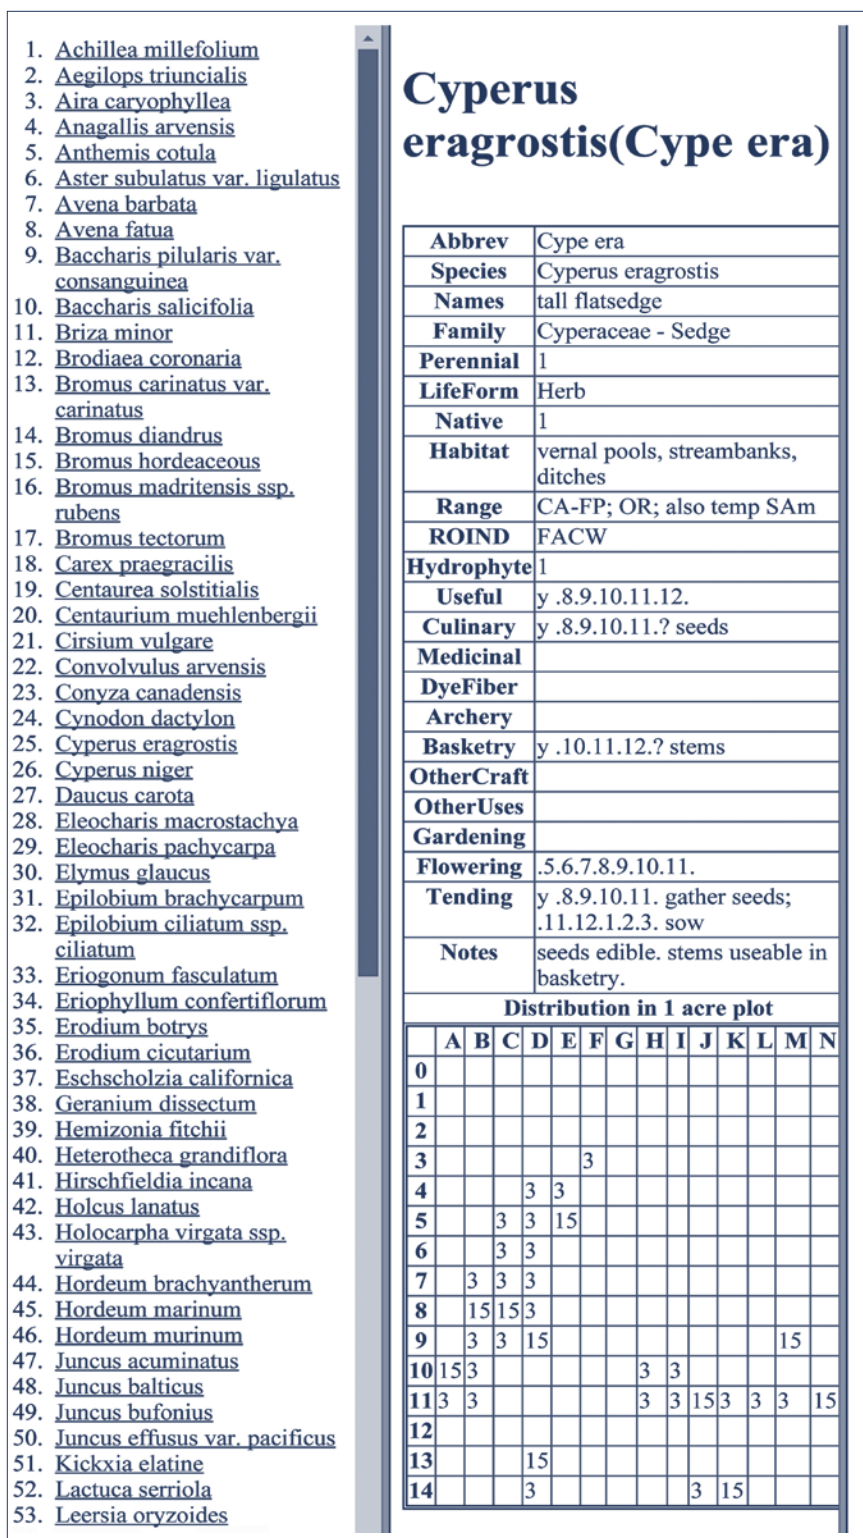 1. Achillea millefolium
2. Aegilops triuncialis
3. Aira caryophyllea
4. Anagallis arvensis
5. Anthemis cotula
6. Aster subulatus var. ligulatus
7. Avena barbata
8. Avena fatua
9. Baccharis pilularis var.
consanguinea
10. Baccharis salicifolia
11. Briza minor
12. Brodiaea coronaria
13. Bromus carinatus var.
carinatus
14. Bromus diandrus
15. Bromus hordeaceous
16. Bromus madritensis ssp.
rubens
17. Bromus tectorum
18. Carex praegracilis
19. Centaurea solstitialis
20. Centaurium muehlenbergii
21. Cirsium vulgare
22. Convolvulus arvensis
23. Conyza canadensis
24. Cynodon dactylon
25. Cyperus eragrostis
26. Cyperus niger
27. Daucus carota
28. Eleocharis macrostachya
29. Eleocharis pachycarpa
30. Elymus glaucus
31. Epilobium brachycarpum
32. Epilobium ciliatum ssp.
ciliatum
33. Eriogonum fasculatum
34. Eriophyllum confertiflorum
35. Erodium botrys
36. Erodium cicutarium
37. Eschscholzia californica
38. Geranium dissectum
39. Hemizonia fitchii
40. Heterotheca grandiflora
41. Hirschfieldia incana
42. Holcus lanatus
43. Holocarpha virgata ssp.
virgata
44. Hordeum brachyantherum
45. Hordeum marinum
46. Hordeum murinum
47. Juncus acuminatus
48. Juncus balticus
49. Juncus bufonius
50. Juncus effusus var. pacificus
51. Kickxia elatine
52. Lactuca serriola
53. Leersia oryzoides
Cyperus
eragrostis(Cype era)
Abbrev Cype era
Species Cyperus eragrostis
Names tall flatsedge
Family Cyperaceae - Sedge
Perennial 1
LifeForm Herb
Native 1
Habitat vernal pools, streambanks,
ditches
Range CA-FP; OR; also temp SAm
ROIND FACW
Hydrophyte 1
Useful y .8.9.10.11.12.
Culinary y .8.9.10.11.? seeds
Medicinal
DyeFiber
Archery
Basketry y .10.11.12.? stems
OtherCraft
OtherUses
Gardening
Flowering .5.6.7.8.9.10.11.
Tending y .8.9.10.11. gather seeds;
.11.12.1.2.3. sow
Notes seeds edible. stems useable in
basketry.
Distribution in 1 acre plot
A B C D E F G H I J K L M N
0
1
2
3 3
4 3 3
5 3 3 15
6 3 3
7 3 3 3
8 15 15 3
9 3 3 15 15
10 15 3 3 3
11 3 3 3 3 15 3 3 3 15
12
13 15
14 3 3 15